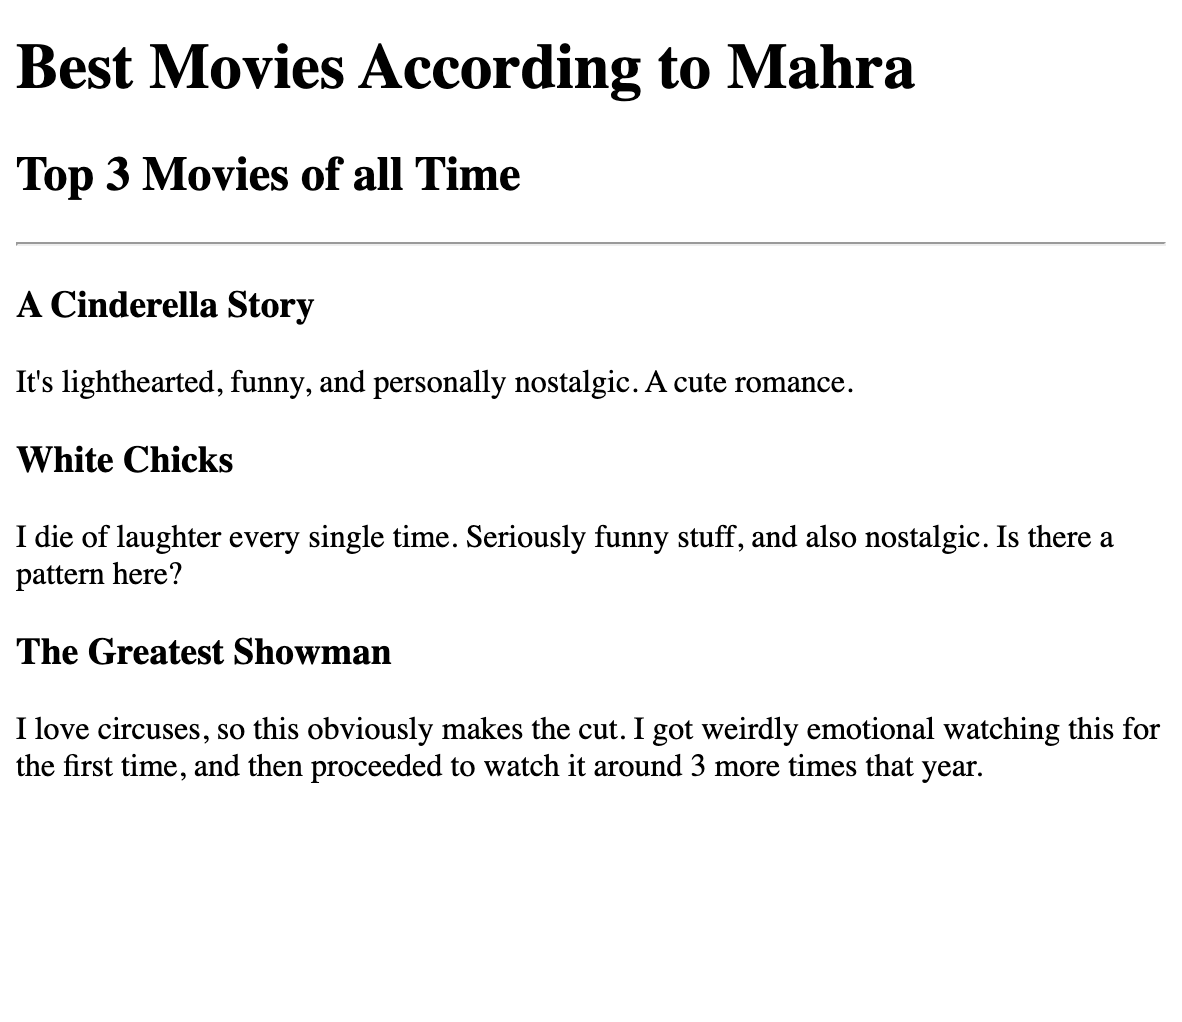 Best Movies According to Mahra
Top 3 Movies of all Time
A Cinderella Story
It's lighthearted, funny, and personally nostalgic. A cute romance.
White Chicks
I die of laughter every single time. Seriously funny stuff, and also nostalgic. Is there a
pattern here?
The Greatest Showman
I love circuses, so this obviously makes the cut. I got weirdly emotional watching this for
the first time, and then proceeded to watch it around 3 more times that year.